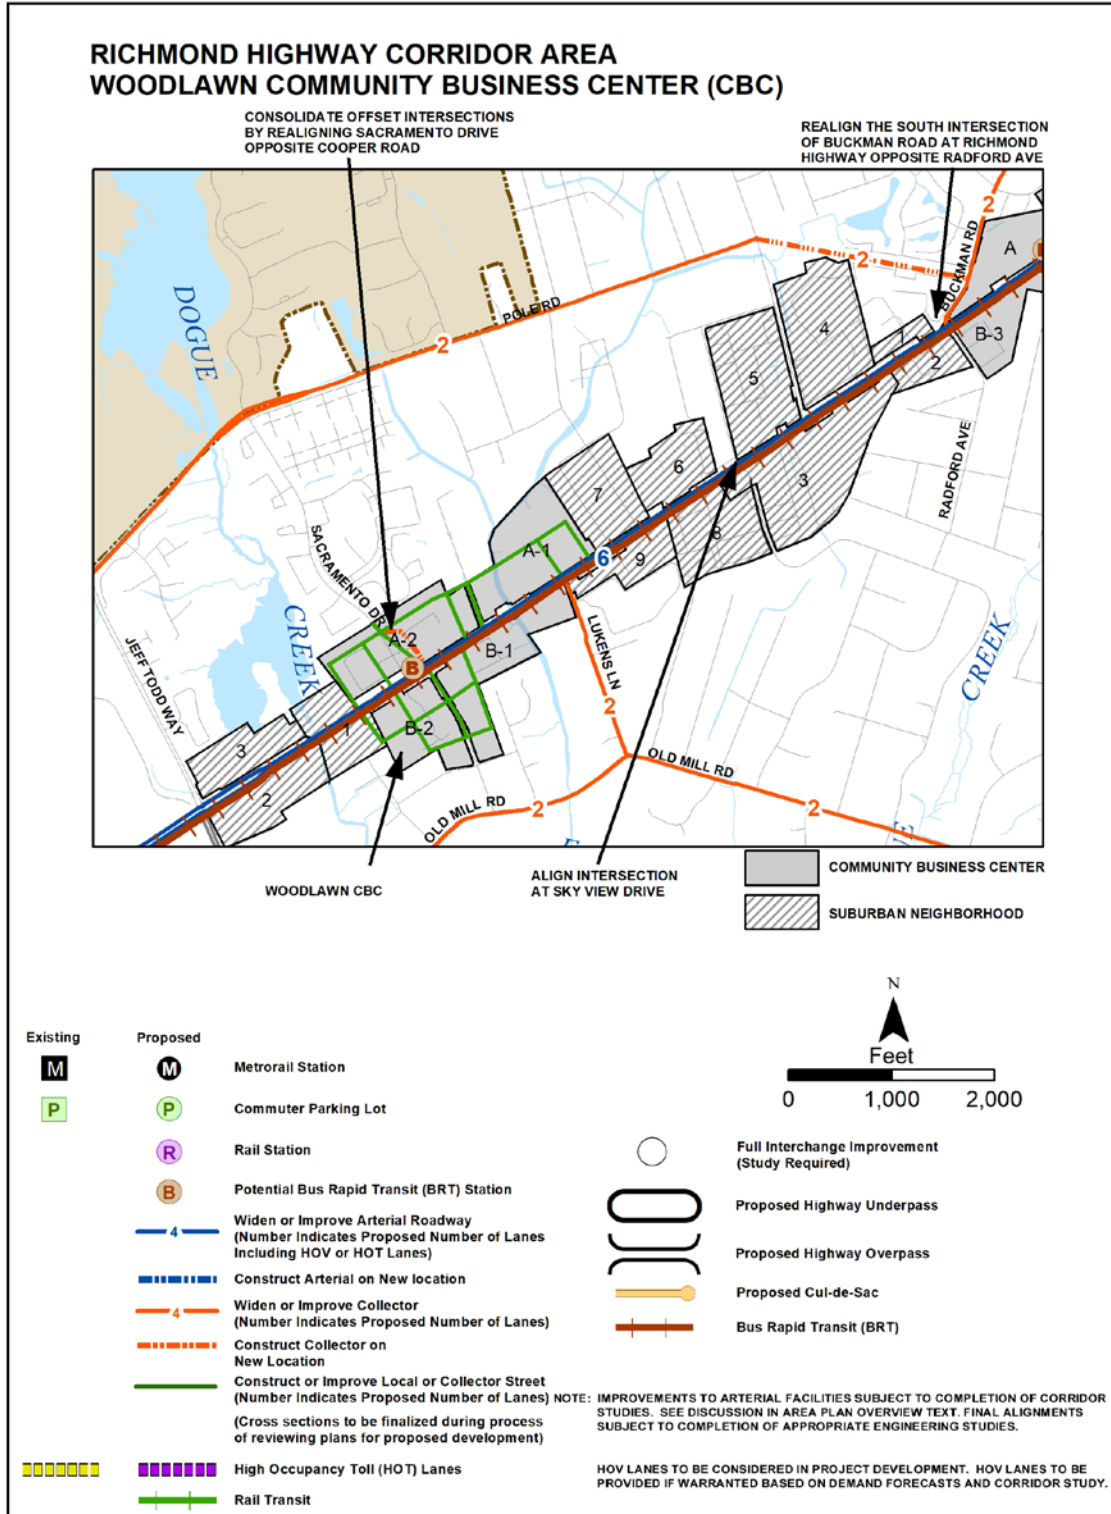 RICHMOND HIGHWAY CORRIDOR AREA
WOODLAWN COMMUNITY BUSINESS CENTER (CBC)
CONSOLIDATE OFFSET INTERSECTIONS
BY REALIGNING SACRAMENTO DRIVE
OPPOSITE COOPER ROAD
REALIGN THE SOUTH INTERSECTION
OF BUCKMAN ROAD AT RICHMOND
HIGHWAY OPPOSITE RADFORD AVE
2
BUCKMAN RD
A
2
DOGUE
POLE RD
2
4
1
B-3
2
5
RADFORD AVE
6
3
7
8
A-1
6
9
SACRAMENTO DR
CREEK
A-2
B-1
LUKENS LN
CREEK
B
JEFF TODD WAY
2
1
B-2
3
OLD MILL RD
2
OLD MILL RD
2
2
WOODLAWN CBC
ALIGN INTERSECTION
AT SKY VIEW DRIVE
COMMUNITY BUSINESS CENTER
SUBURBAN NEIGHBORHOOD
N
Feet
0 1,000 2,000
Existing Proposed
M M Metrorail Station
P P Commuter Parking Lot
R Rail Station
B Potential Bus Rapid Transit (BRT) Station
4 Widen or Improve Arterial Roadway
(Number Indicates Proposed Number of Lanes
Including HOV or HOT Lanes)
Construct Arterial on New location
4 Widen or Improve Collector
(Number Indicates Proposed Number of Lanes)
Construct Collector on
New Location
Construct or Improve Local or Collector Street
(Number Indicates Proposed Number of Lanes)
(Cross sections to be finalized during process
of reviewing plans for proposed development)
High Occupancy Toll (HOT) Lanes
Rail Transit
Full Interchange Improvement
(Study Required)
Proposed Highway Underpass
Proposed Highway Overpass
Proposed Cul-de-Sac
Bus Rapid Transit (BRT)
NOTE: IMPROVEMENTS TO ARTERIAL FACILITIES SUBJECT TO COMPLETION OF CORRIDOR
STUDIES. SEE DISCUSSION IN AREA PLAN OVERVIEW TEXT. FINAL ALIGNMENTS
SUBJECT TO COMPLETION OF APPROPRIATE ENGINEERING STUDIES.
HOV LANES TO BE CONSIDERED IN PROJECT DEVELOPMENT. HOV LANES TO BE
PROVIDED IF WARRANTED BASED ON DEMAND FORECASTS AND CORRIDOR STUDY.